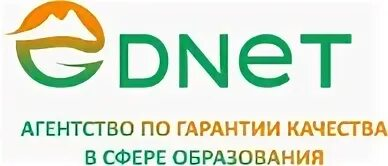 EDNeT
АГЕНТСТВО ПО ГАРАНТИИ КАЧЕСТВА
В СФЕРЕ ОБРАЗОВАНИЯ